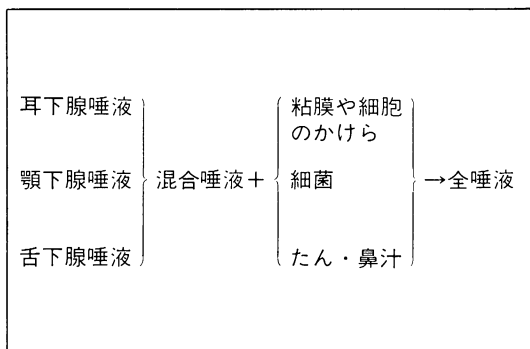 耳下腺唾液
顎下腺唾液
舌下腺唾液
混合唾液＋
粘膜や細胞
のかけら
細菌
たん・鼻汁
→全唾液